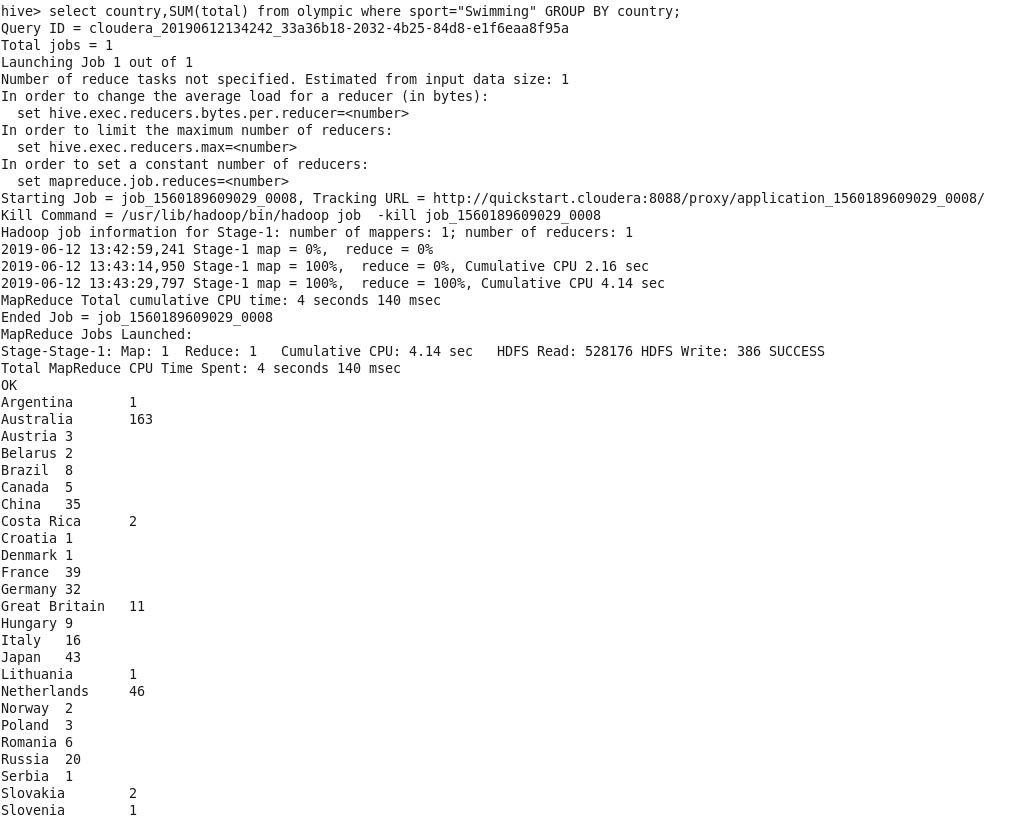 hive> select country,SUM(total) from olympic where sport="Swimming" GROUP BY country;
Query ID = cloudera_20190612134242_33a36b18-2032-4b25-84d8-e1f6eaa8f95a
Total jobs = 1
Launching Job 1 out of 1
Number of reduce tasks not specified. Estimated from input data size: 1
In order to change the average load for a reducer (in bytes):
  set hive.exec.reducers.bytes.per.reducer=<number>
In order to limit the maximum number of reducers:
  set hive.exec.reducers.max=<number>
In order to set a constant number of reducers:
  set mapreduce.job.reduces=<number>
Starting Job = job_1560189609029_0008, Tracking URL = http://quickstart.cloudera:8088/proxy/application_1560189609029_0008/
Kill Command = /usr/lib/hadoop/bin/hadoop job  -kill job_1560189609029_0008
Hadoop job information for Stage-1: number of mappers: 1; number of reducers: 1
2019-06-12 13:42:59,241 Stage-1 map = 0%,  reduce = 0%
2019-06-12 13:43:14,950 Stage-1 map = 100%,  reduce = 0%, Cumulative CPU 2.16 sec
2019-06-12 13:43:29,797 Stage-1 map = 100%,  reduce = 100%, Cumulative CPU 4.14 sec
MapReduce Total cumulative CPU time: 4 seconds 140 msec
Ended Job = job_1560189609029_0008
MapReduce Jobs Launched:
Stage-Stage-1: Map: 1  Reduce: 1   Cumulative CPU: 4.14 sec   HDFS Read: 528176 HDFS Write: 386 SUCCESS
Total MapReduce CPU Time Spent: 4 seconds 140 msec
OK
Argentina       1
Australia       163
Austria 3
Belarus 2
Brazil  8
Canada  5
China   35
Costa Rica      2
Croatia 1
Denmark 1
France  39
Germany 32
Great Britain   11
Hungary 9
Italy   16
Japan   43
Lithuania       1
Netherlands     46
Norway  2
Poland  3
Romania 6
Russia  20
Serbia  1
Slovakia        2
Slovenia        1